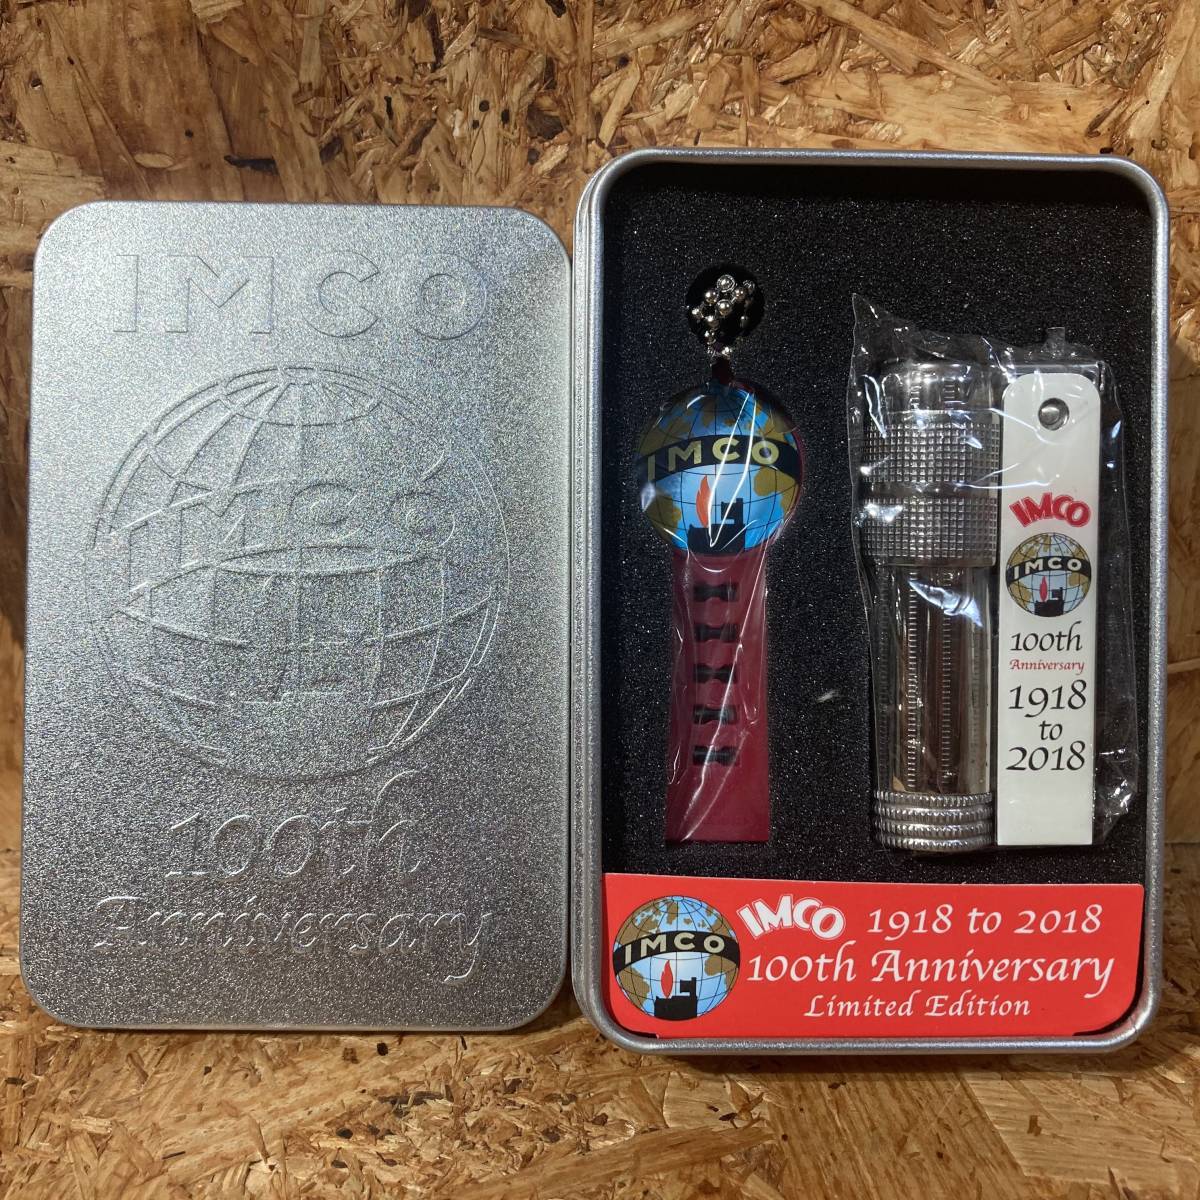 IMCO
IMCO
100th
Anniversary
IMCO
IMCO
IMCO
100th
Anniversary
1918
to
2018
IMCO
IMCO 1918 to 2018
100th Anniversary
Limited Edition